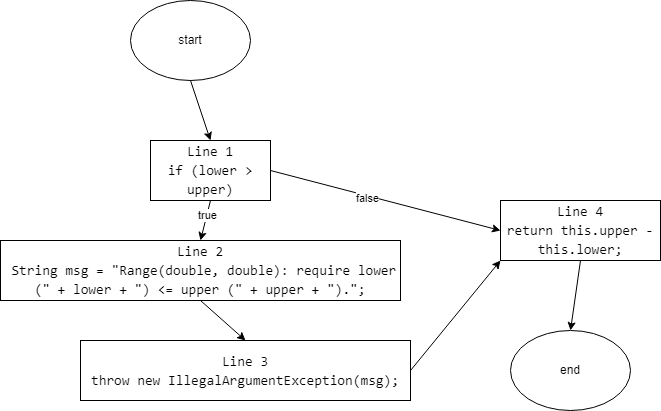 start
Line 1
if (lower >
upper)
true
false
Line 2
String msg = "Range(double, double): require lower
(" + lower + ") <= upper (" + upper + ").";
Line 3
throw new IllegalArgumentException(msg);
Line 4
return this.upper -
this.lower;
end